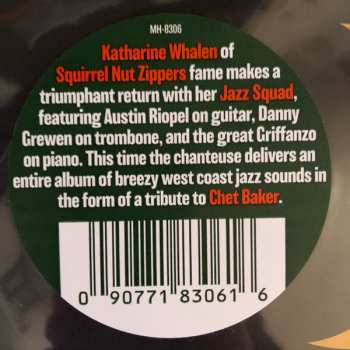 MH-8306
Katharine Whalen of
Squirrel Nut Zippers fame makes a
triumphant return with her Jazz Squad,
featuring Austin Riopel on guitar, Danny
Grewen on trombone, and the great Griffanzo
on piano. This time the chanteuse delivers an
entire album of breezy west coast jazz sounds in
the form of a tribute to Chet Baker.
0 90771 83061 6